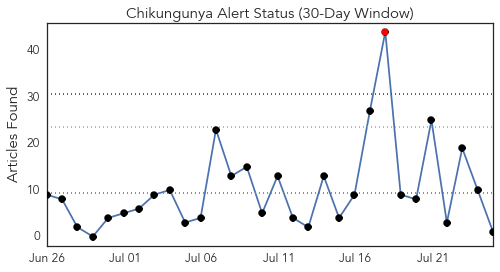 Chikungunya Alert Status (30-Day Window)
Articles Found
40
30
20
10
0
Jun 26
Jul 01
Jul 06
Jul 11
Jul 16
Jul 21